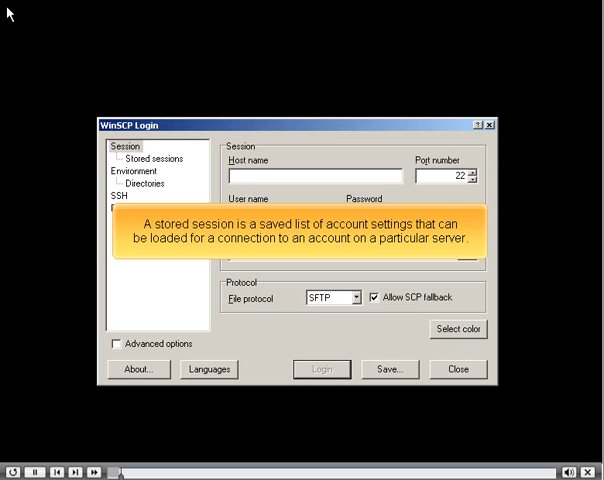 WinSCP Login
Session
Stored sessions
Environment
Directories
SSH
Session
Host name
Port number
22
User name
Password
A stored session is a saved list of account settings that can
be loaded for a connection to an account on a particular server.
Protocol
File protocol
SFTP
Allow SCP fallback
Select color
Advanced options
About...
Languages
Login
Save...
Close